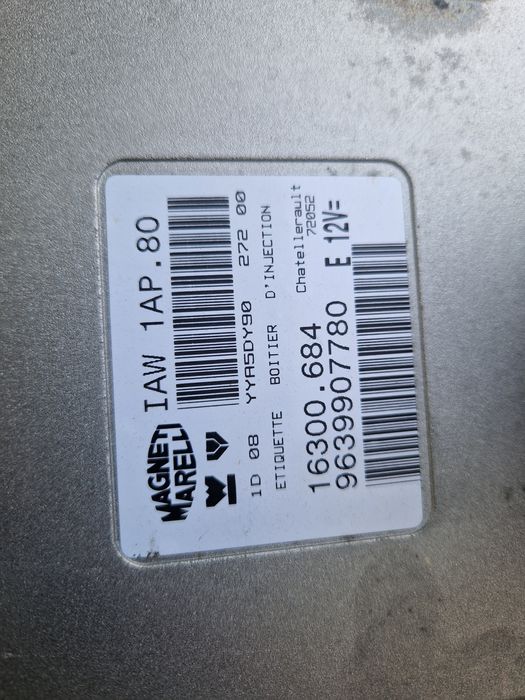 MAGNETI
MARELLI
IAW 1AP.80
1D 08 YYA5DY90 272 00
ETIQUETTE BOITIER D'INJECTION
Chatellerault
72052
16300.684
9639907780 E 12V=